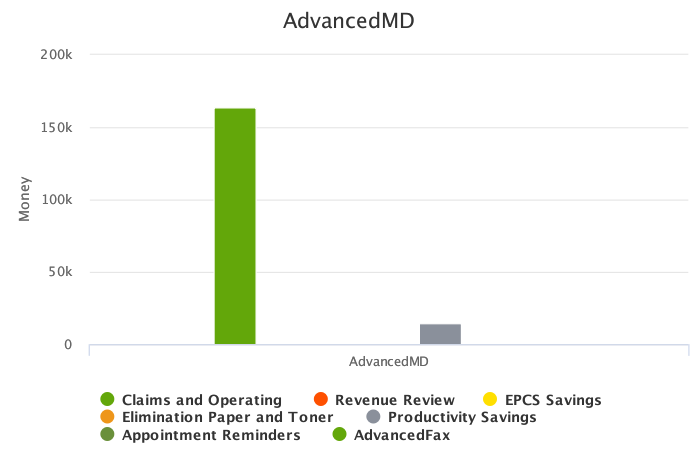 AdvancedMD
200k
150k
100k
50k
0
Money
AdvancedMD
Claims and Operating Revenue Review EPCS Savings
Elimination Paper and Toner Productivity Savings
Appointment Reminders AdvancedFax